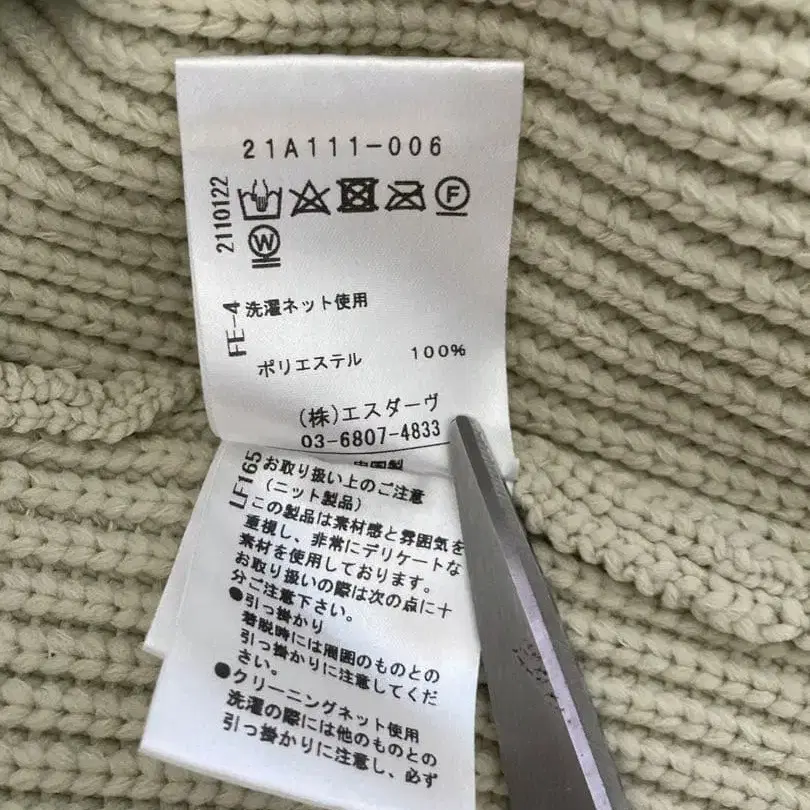 21A111-006
2110122
F
W
FE-4
洗濯ネット使用
ポリエステル 100%
(株)エスダーヴ
03-6807-4833
中国製
LF165
お取り扱い上のご注意
(ニット製品)
この製品は素材感と雰囲気を
重視し、非常にデリケートな
素材を使用しております。
お取り扱いの際は次の点に十
分ご注意下さい。
●引っ掛かり
着脱時には周囲のものとの
引っ掛かりに注意してくだ
さい。
●クリーニングネット使用
洗濯の際には他のものとの
引っ掛かりに注意し、必ず